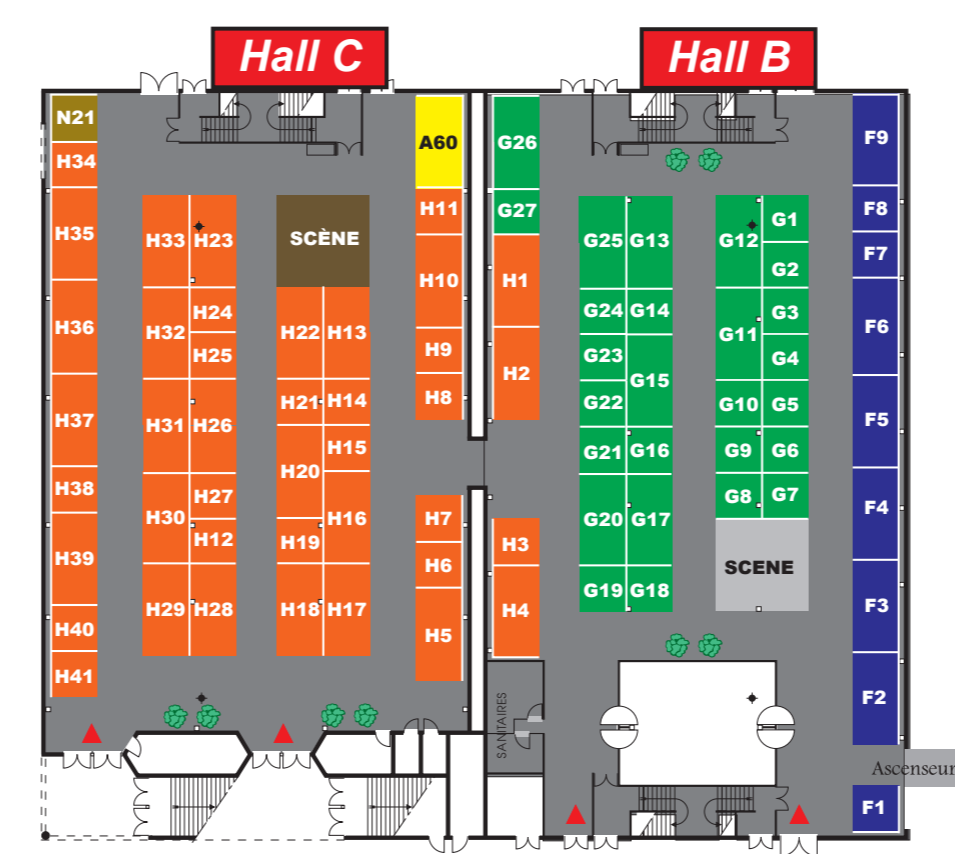 Hall C
Hall B
N21
H34
H35
H36
H37
H38
H39
H40
H41
H33
H23
H32
H24
H25
H31
H26
H30
H27
H12
H29
H28
SCÈNE
H22
H13
H21
H14
H20
H15
H16
H19
H18
H17
A60
H11
H10
H9
H8
H7
H6
H5
G26
G27
H1
H2
H3
H4
SANITAIRES
G25
G13
G24
G14
G23
G15
G22
G21
G16
G20
G17
G19
G18
G12
G1
G2
G11
G3
G4
G10
G5
G9
G6
G8
G7
SCENE
F9
F8
F7
F6
F5
F4
F3
F2
Ascenseur
F1